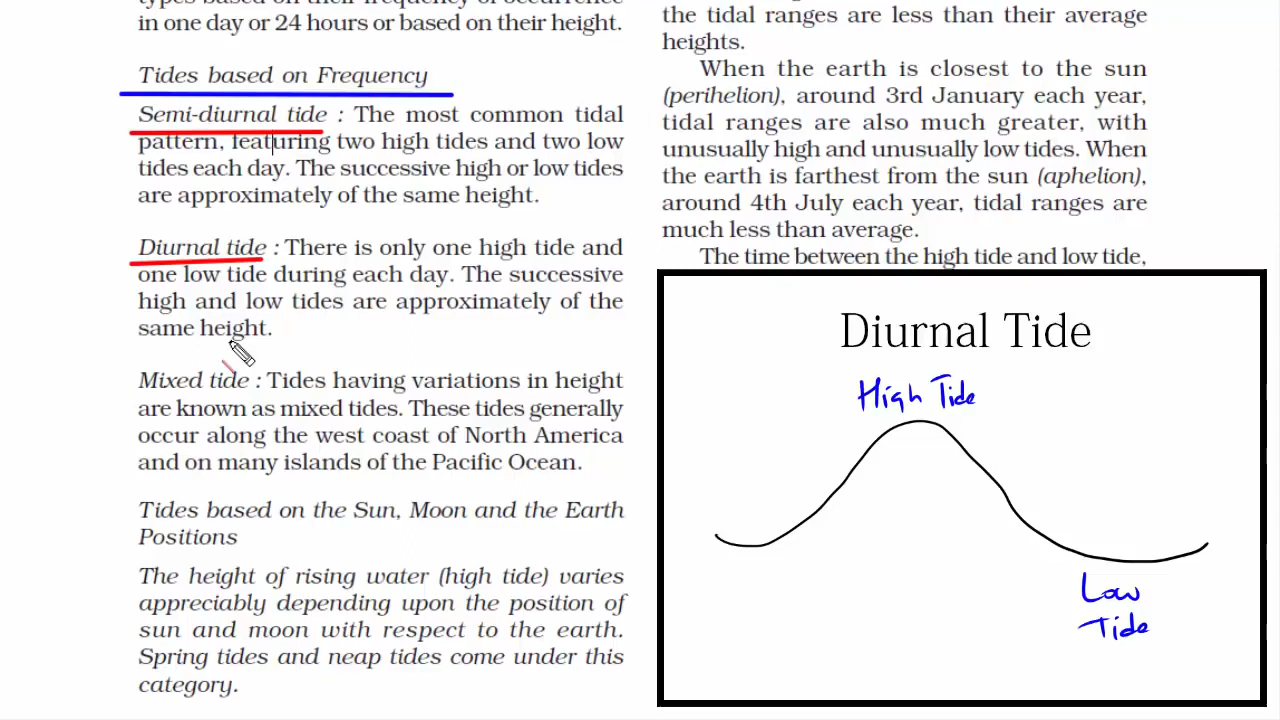 types based on their frequency of occurrence
in one day or 24 hours or based on their height.
Tides based on Frequency
Semi-diurnal tide : The most common tidal
pattern, featuring two high tides and two low
tides each day. The successive high or low tides
are approximately of the same height.
Diurnal tide : There is only one high tide and
one low tide during each day. The successive
high and low tides are approximately of the
same height.
Mixed tide : Tides having variations in height
are known as mixed tides. These tides generally
occur along the west coast of North America
and on many islands of the Pacific Ocean.
Tides based on the Sun, Moon and the Earth
Positions
The height of rising water (high tide) varies
appreciably depending upon the position of
sun and moon with respect to the earth.
Spring tides and neap tides come under this
category.
the tidal ranges are less than their average
heights.
When the earth is closest to the sun
(perihelion), around 3rd January each year,
tidal ranges are also much greater, with
unusually high and unusually low tides. When
the earth is farthest from the sun (aphelion),
around 4th July each year, tidal ranges are
much less than average.
The time between the high tide and low tide,
Diurnal Tide
High Tide
Low
Tide